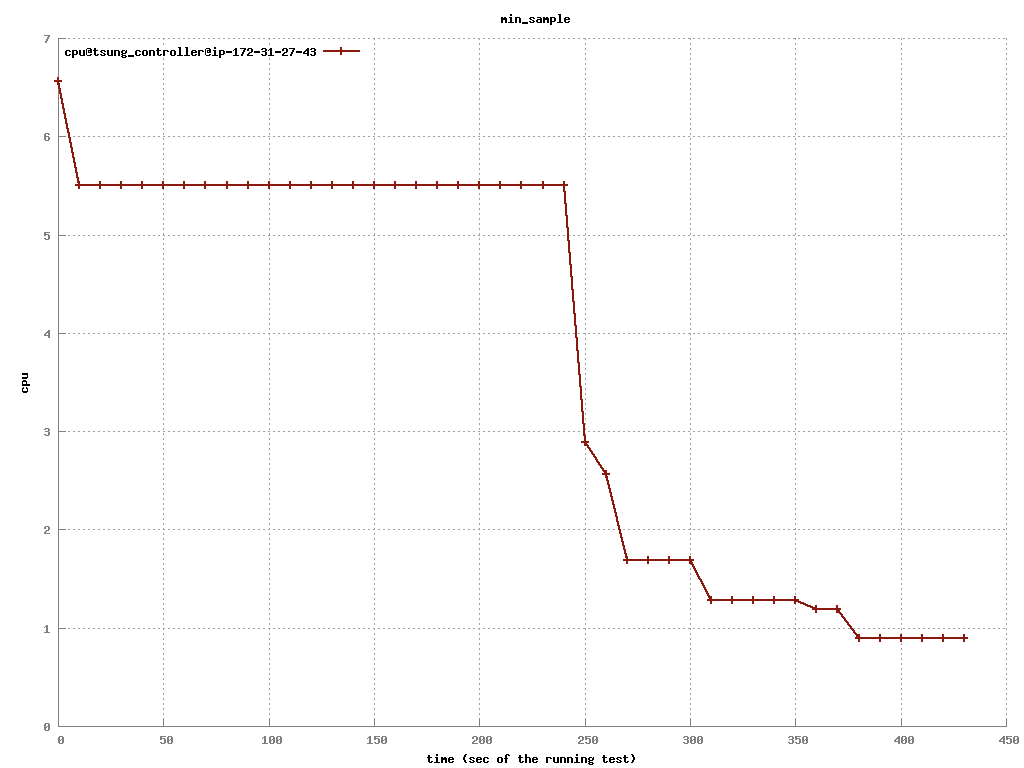 min_sample
7
cpu@tsung_controller@ip-172-31-27-43
6
5
4
cpu
3
2
1
0
0 50 100 150 200 250 300 350 400 450
time (sec of the running test)